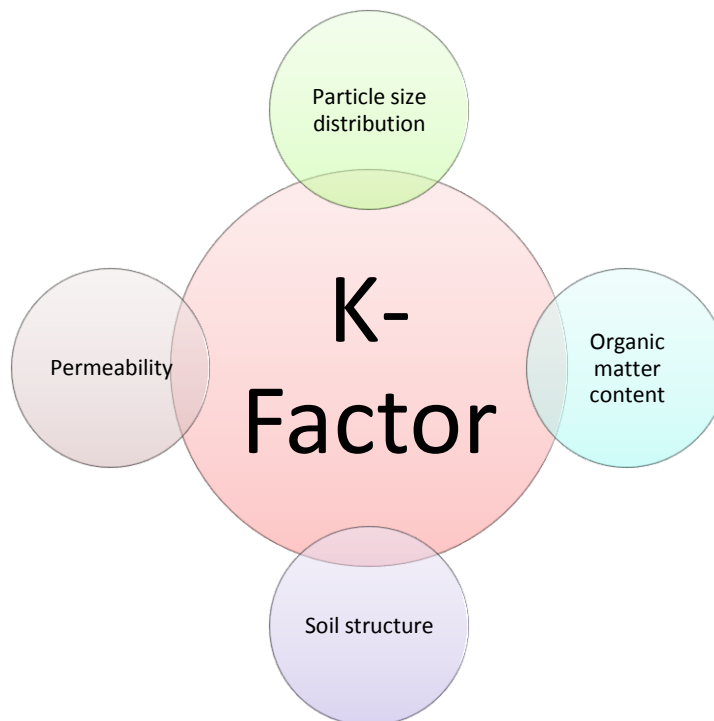 Particle size
distribution
K-
Factor
Permeability
Organic
matter
content
Soil structure